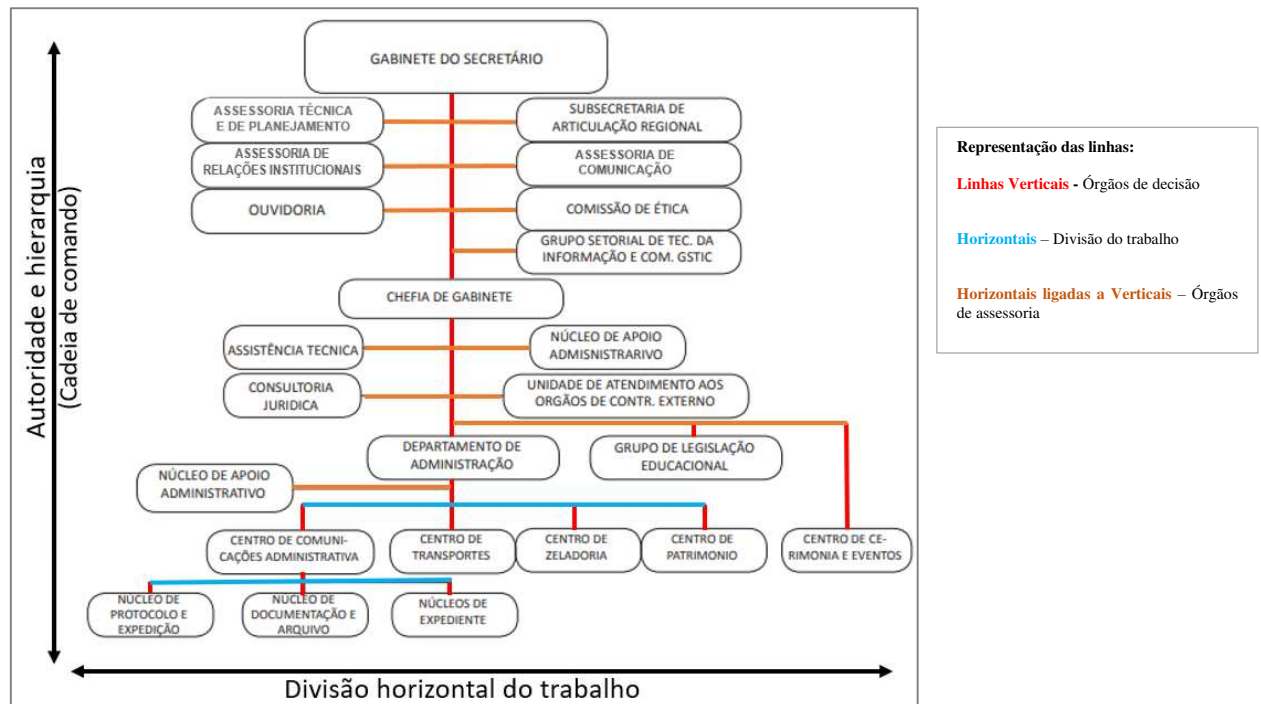 GABINETE DO SECRETÁRIO
ASSESSORIA TÉCNICA
E DE PLANEJAMENTO
SUBSECRETARIA DE
ARTICULAÇÃO REGIONAL
ASSESSORIA DE
RELAÇÕES INSTITUCIONAIS
ASSESSORIA DE
COMUNICAÇÃO
OUVIDORIA
COMISSÃO DE ÉTICA
GRUPO SETORIAL DE TEC. DA
INFORMAÇÃO E COM. GSTIC
CHEFIA DE GABINETE
ASSISTÊNCIA TECNICA
NÚCLEO DE APOIO
ADMISNISTRARIVO
CONSULTORIA
JURIDICA
UNIDADE DE ATENDIMENTO AOS
ORGÃOS DE CONTR. EXTERNO
DEPARTAMENTO DE
ADMINISTRAÇÃO
GRUPO DE LEGISLAÇÃO
EDUCACIONAL
NÚCLEO DE APOIO
ADMINISTRATIVO
CENTRO DE COMUNI-
CAÇÕES ADMINISTRATIVA
CENTRO DE
TRANSPORTES
CENTRO DE
ZELADORIA
CENTRO DE
PATRIMONIO
CENTRO DE CE-
RIMONIA E EVENTOS
NÚCLEO DE
PROTOCOLO E
EXPEDIÇÃO
NÚCLEO DE
DOCUMENTAÇÃO E
ARQUIVO
NÚCLEOS DE
EXPEDIENTE
Autoridade e hierarquia
(Cadeia de comando)
Divisão horizontal do trabalho
Representação das linhas:
Linhas Verticais - Órgãos de decisão
Horizontais – Divisão do trabalho
Horizontais ligadas a Verticais – Órgãos
de assessoria